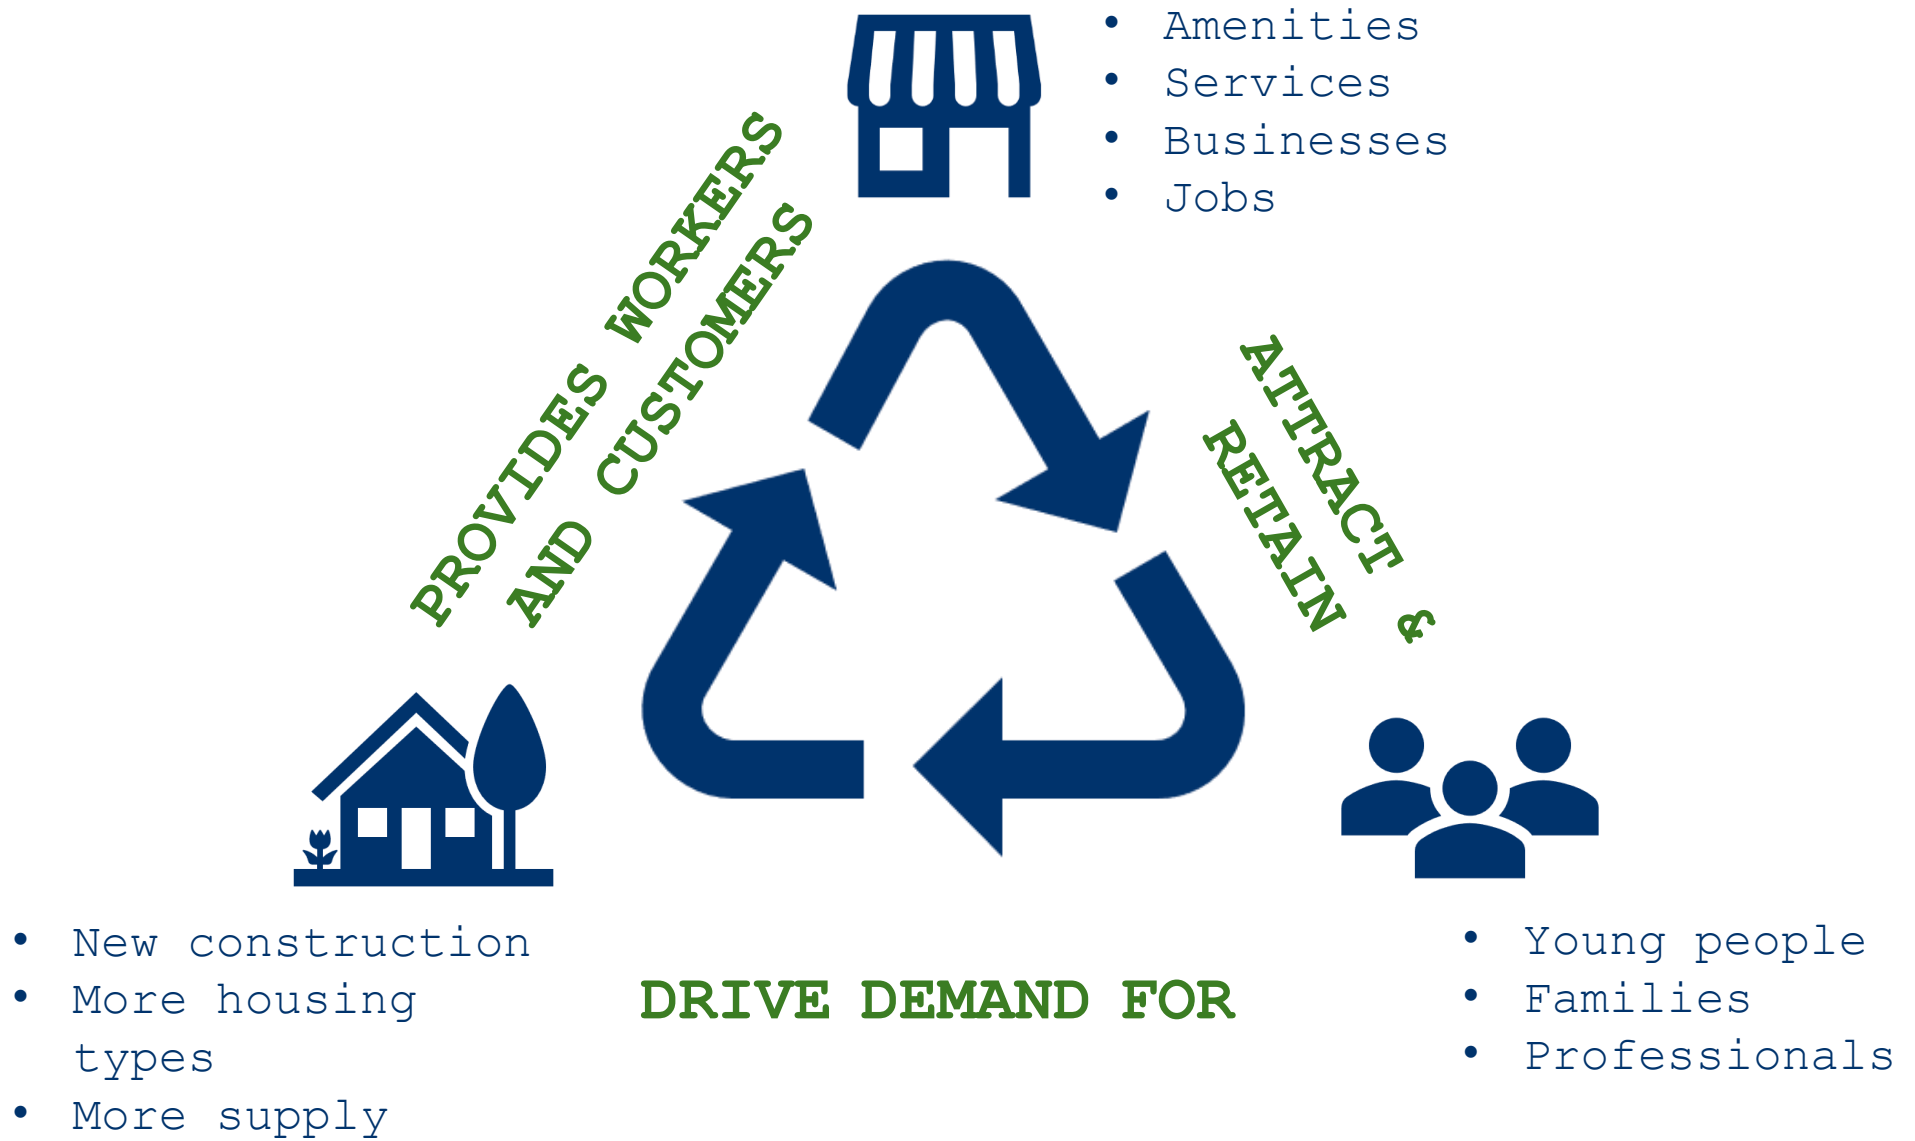 • Amenities
• Services
• Businesses
• Jobs
PROVIDES WORKERS
AND CUSTOMERS
ATTRACT &
RETAIN
• New construction
• More housing
types
• More supply
DRIVE DEMAND FOR
• Young people
• Families
• Professionals